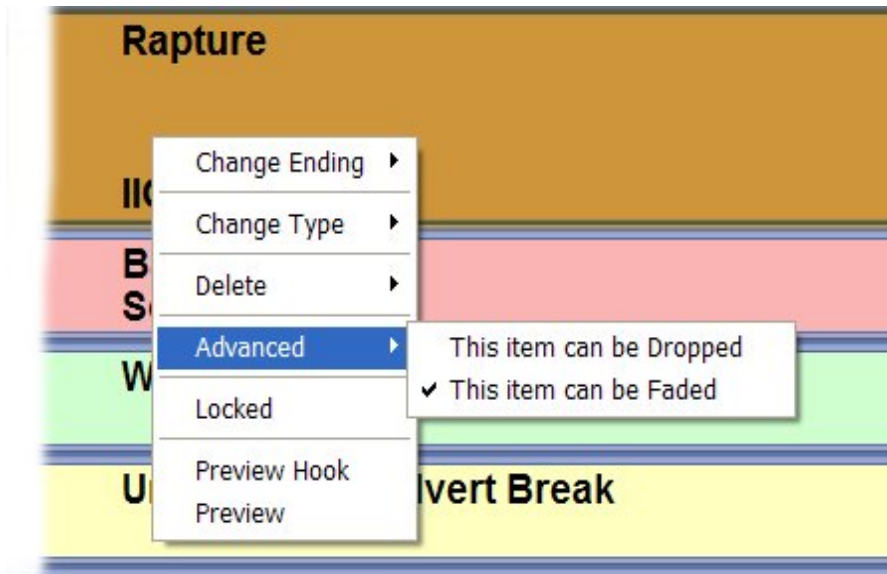 Rapture
Change Ending
Change Type
Delete
Advanced
This item can be Dropped
This item can be Faded
Locked
Preview Hook
Preview
lvert Break